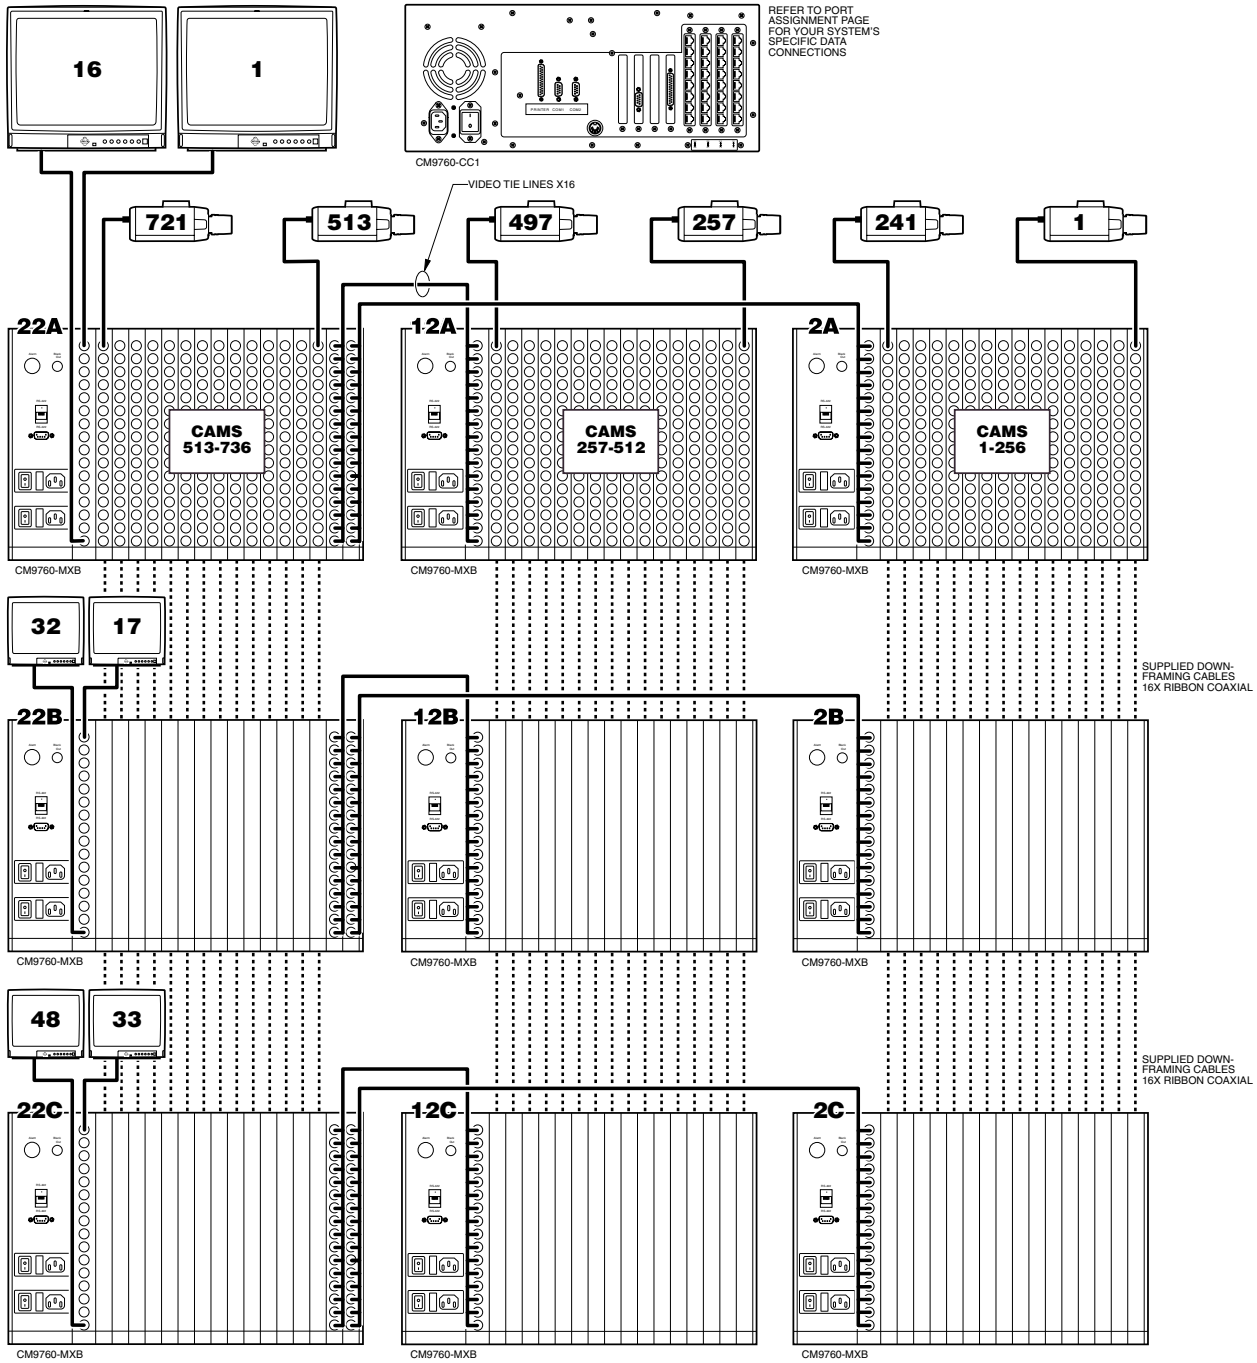 16
1
REFER TO PORT
ASSIGNMENT PAGE
FOR YOUR SYSTEM'S
SPECIFIC DATA
CONNECTIONS
PRINTER COM1 COM2
CM9760-CC1
VIDEO TIE LINES X16
721
513
497
257
241
1
22A
12A
2A
CAMS
513-736
CAMS
257-512
CAMS
1-256
CM9760-MXB
CM9760-MXB
CM9760-MXB
32
17
SUPPLIED DOWN-
FRAMING CABLES
16X RIBBON COAXIAL
22B
12B
2B
CM9760-MXB
CM9760-MXB
CM9760-MXB
48
33
SUPPLIED DOWN-
FRAMING CABLES
16X RIBBON COAXIAL
22C
12C
2C
CM9760-MXB
CM9760-MXB
CM9760-MXB